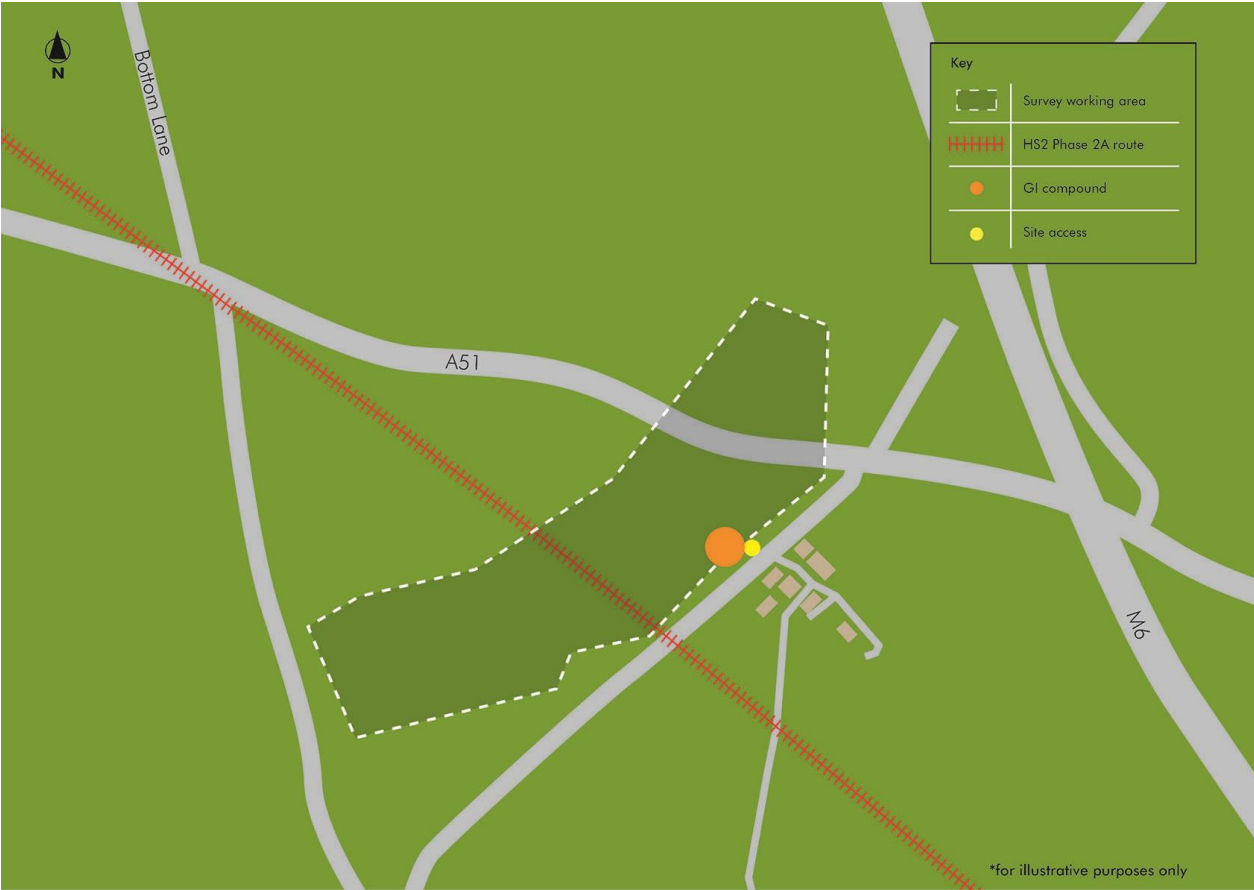 N
Bottom Lane
Key
Survey working area
HS2 Phase 2A route
GI compound
Site access
A51
M6
*for illustrative purposes only